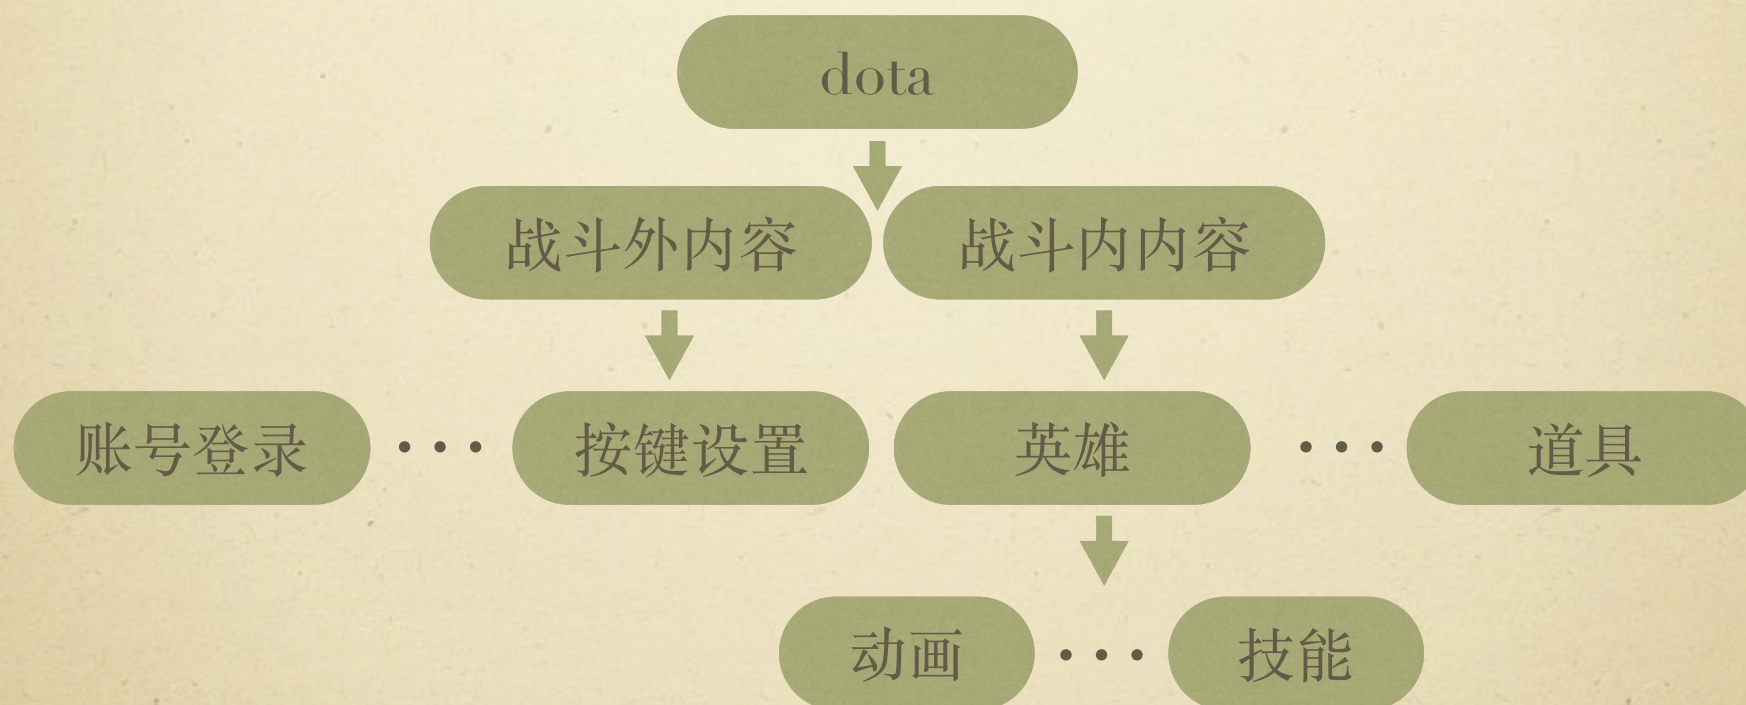 dota
战斗外内容 战斗内内容
账号登录 ··· 按键设置 英雄 ··· 道具
动画 ··· 技能